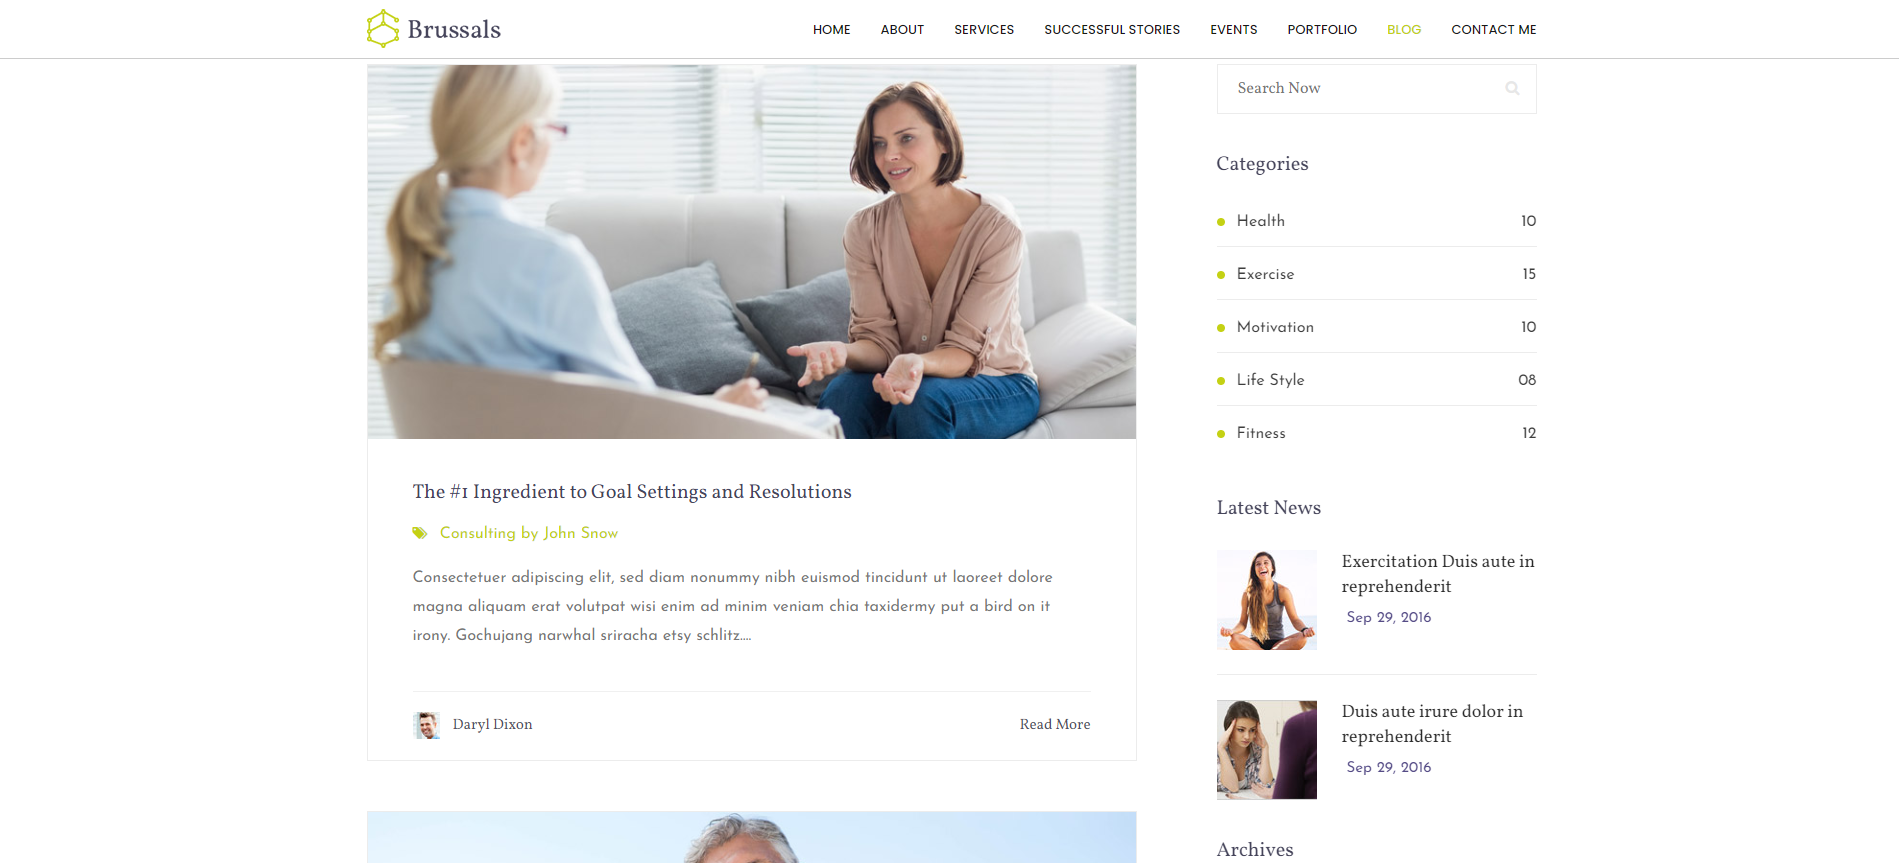 Brussals
HOME ABOUT SERVICES SUCCESSFUL STORIES EVENTS PORTFOLIO BLOG CONTACT ME
The #1 Ingredient to Goal Settings and Resolutions
Consulting by John Snow
Consectetuer adipiscing elit, sed diam nonummy nibh euismod tincidunt ut laoreet dolore
magna aliquam erat volutpat wisi enim ad minim veniam chia taxidermy put a bird on it
irony. Gochujang narwhal sriracha etsy schlitz....
Daryl Dixon
Read More
Search Now
Categories
Health 10
Exercise 15
Motivation 10
Life Style 08
Fitness 12
Latest News
Exercitation Duis aute in
reprehenderit
Sep 29, 2016
Duis aute irure dolor in
reprehenderit
Sep 29, 2016
Archives